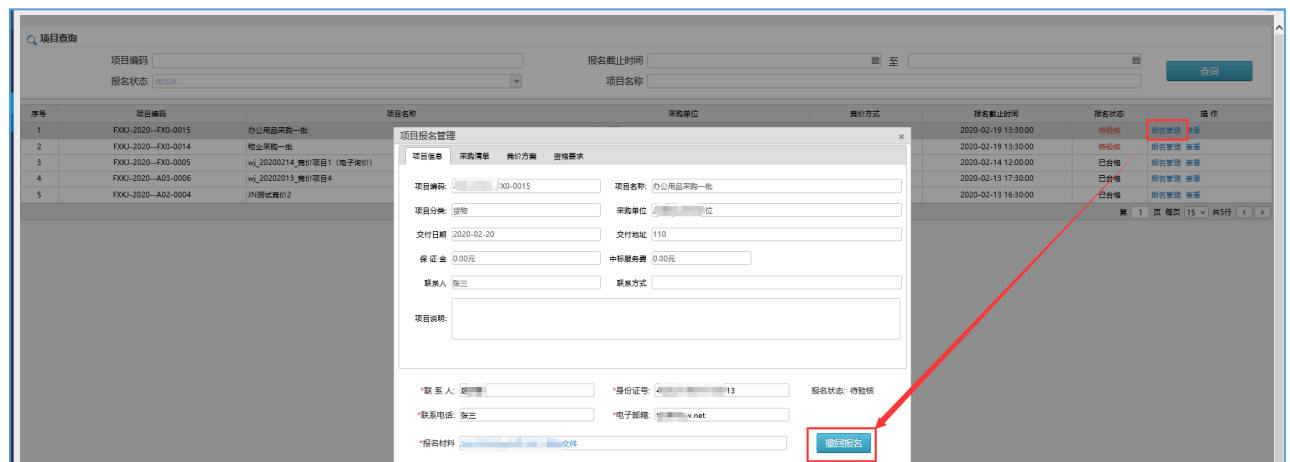 项目查询
项目编码 报名截止时间 至
报名状态 请选择... 项目名称 查询
序号 项目编码 项目名称 采购单位 竞价方式 报名截止时间 报名状态 操作
1 FXKJ-2020--FX0-0015 办公用品采购一批 2020-02-19 13:30:00 待验核 报名管理 查看
2 FXKJ-2020--FX0-0014 物业采购一批 2020-02-19 13:30:00 待验核 报名管理 查看
3 FXKJ-2020--FX0-0005 wj_20200214_竞价项目1（电子询价） 2020-02-14 12:00:00 已合格 报名管理 查看
4 FXKJ-2020--A03-0006 wj_20202013_竞价项目4 2020-02-13 17:30:00 已合格 报名管理 查看
5 FXKJ-2020--A02-0004 JN测试竞价2 2020-02-13 16:30:00 已合格 报名管理 查看
第 1 页 每页 15 共5行
项目报名管理 ×
项目信息 采购清单 竞价方案 资格要求
项目编码: X0-0015 项目名称: 办公用品采购一批
项目分类: 货物 采购单位 位
交付日期 2020-02-20 交付地址 110
保 证 金 0.00元 中标服务费 0.00元
联系人 张三 联系方式
项目说明:
*联 系 人: *身份证号: 13 报名状态: 待验核
*联系电话: 张三 *电子邮箱: .net
*报名材料 文件 撤回报名